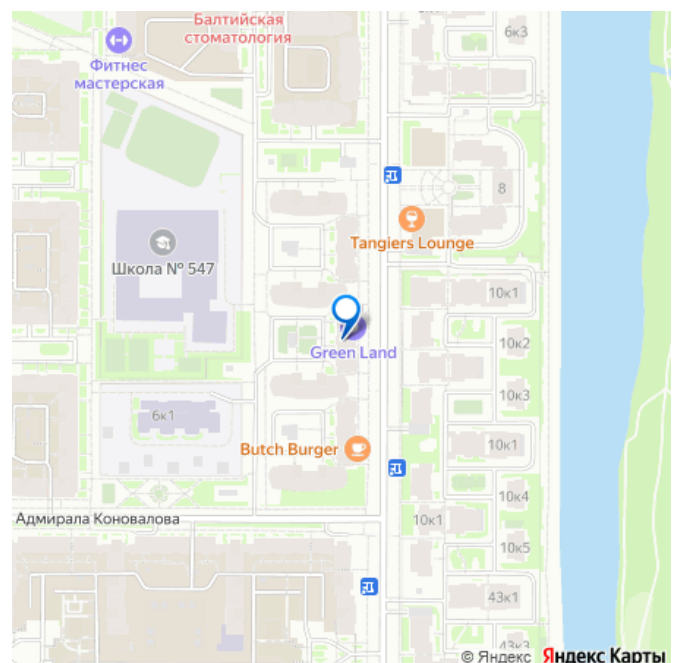 Балтийская
стоматология
6к3
Фитнес
мастерская
8
Tangiers Lounge
Школа № 547
10к1
Green Land
10к2
10к3
6к1
Butch Burger
10к1
10к4
Адмирала Коновалова
10к1
10к5
43к1
43к3
© Яндекс Яндекс Карты